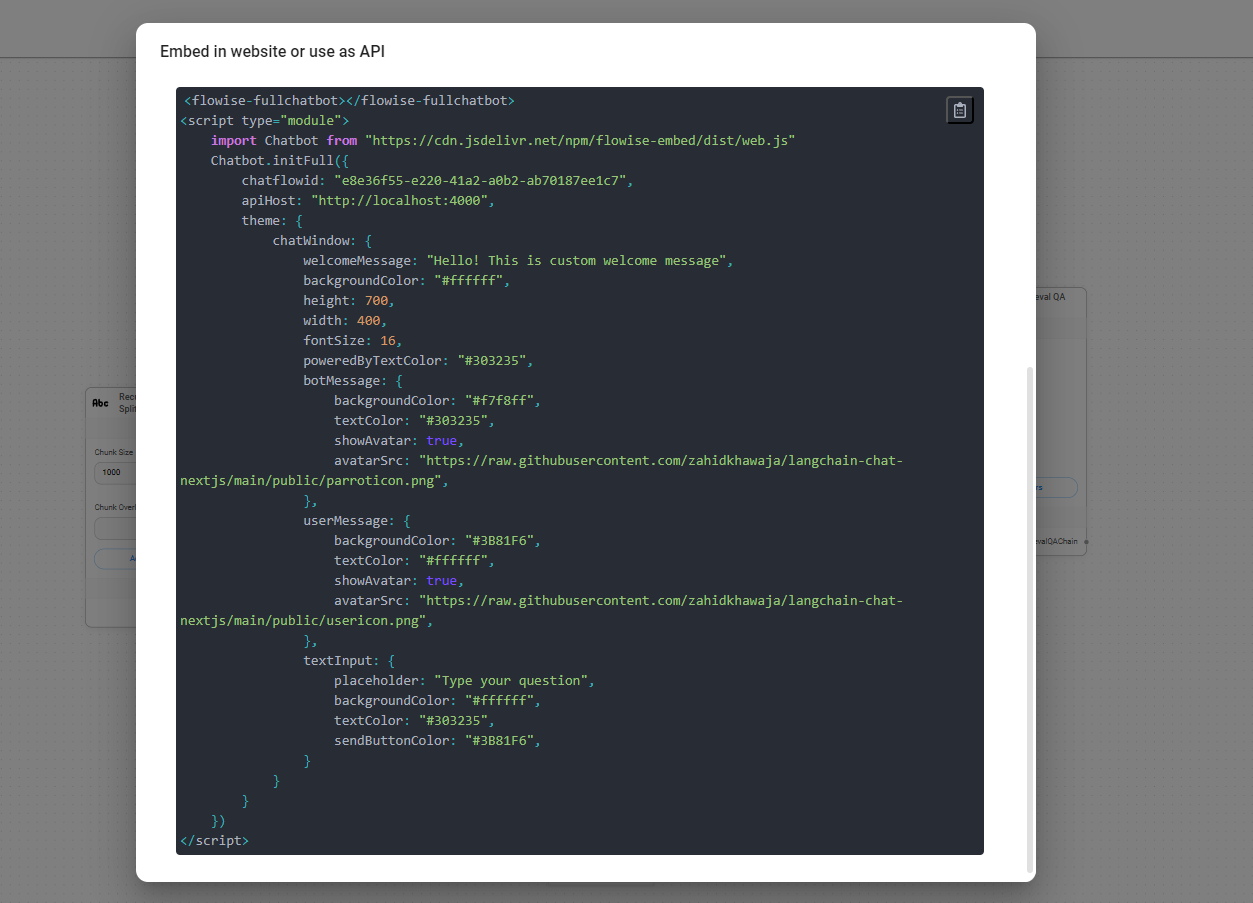 Embed in website or use as API
<flowise-fullchatbot></flowise-fullchatbot>
<script type="module">
    import Chatbot from "https://cdn.jsdelivr.net/npm/flowise-embed/dist/web.js"
    Chatbot.initFull({
        chatflowid: "e8e36f55-e220-41a2-a0b2-ab70187ee1c7",
        apiHost: "http://localhost:4000",
        theme: {
            chatWindow: {
                welcomeMessage: "Hello! This is custom welcome message",
                backgroundColor: "#ffffff",
                height: 700,
                width: 400,
                fontSize: 16,
                poweredByTextColor: "#303235",
                botMessage: {
                    backgroundColor: "#f7f8ff",
                    textColor: "#303235",
                    showAvatar: true,
                    avatarSrc: "https://raw.githubusercontent.com/zahidkhawaja/langchain-chat-
nextjs/main/public/parroticon.png",
                },
                userMessage: {
                    backgroundColor: "#3B81F6",
                    textColor: "#ffffff",
                    showAvatar: true,
                    avatarSrc: "https://raw.githubusercontent.com/zahidkhawaja/langchain-chat-
nextjs/main/public/usericon.png",
                },
                textInput: {
                    placeholder: "Type your question",
                    backgroundColor: "#ffffff",
                    textColor: "#303235",
                    sendButtonColor: "#3B81F6",
                }
            }
        }
    })
</script>
Abc
Chunk Size
1000
Chunk
QA